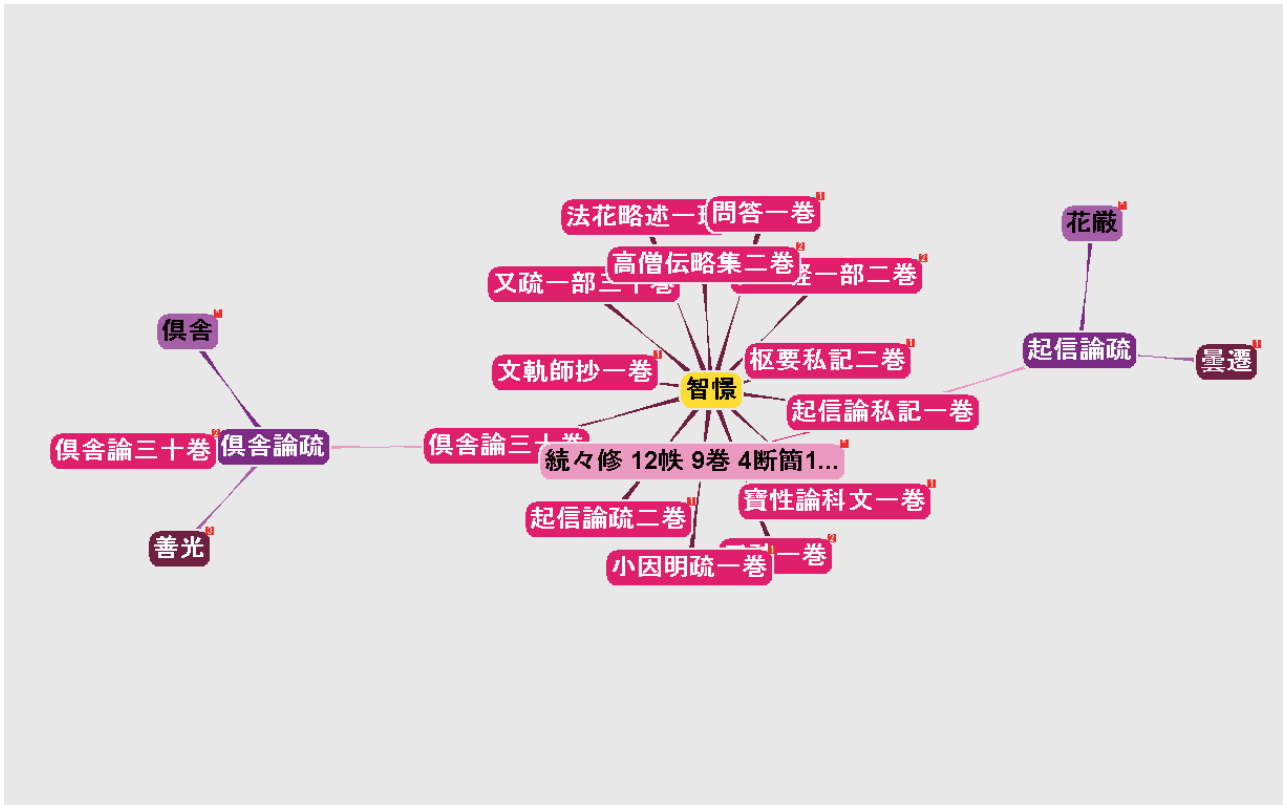 法花略述一
問答一巻
花厳
高僧伝略集二巻
又疏一部三十巻
経一部二巻
倶舎
起信論疏
曇遷
枢要私記二巻
文軌師抄一巻
智憬
起信論私記一巻
倶舎論三十巻
倶舎論疏
倶舎論三十巻
続々修 12帙 9巻 4断簡1...
寶性論科文一巻
起信論疏二巻
善光
一巻
小因明疏一巻